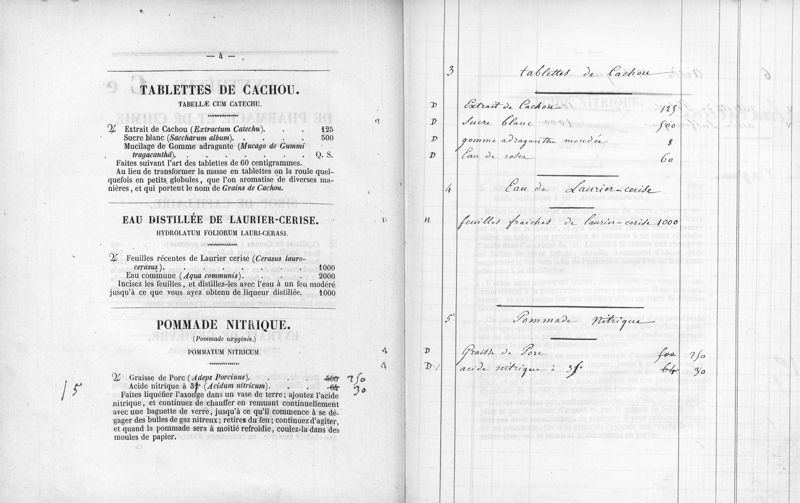 — 4 —
TABLETTES DE CACHOU.
TABELLÆ CUM CATECHU.
Extrait de Cachou (Extractum Catechu). . . 125
Sucre blanc (Saccharum album). . . . 500
Mucilage de Gomme adragante (Mucago de Gummi
tragacanthâ). . . . . . . Q. S.
Faites suivant l'art des tablettes de 60 centigrammes.
Au lieu de transformer la masse en tablettes on la roule quel-
quefois en petits globules, que l'on aromatise de diverses ma-
nières, et qui portent le nom de Grains de Cachou.
EAU DISTILLÉE DE LAURIER-CERISE.
HYDROLATUM FOLIORUM LAURI-CERASI.
Feuilles récentes de Laurier cerise (Cerasus lauro-
cerasus). . . . . . . . 1000
Eau commune (Aqua communis). . . . 2000
Incisez les feuilles, et distillez-les avec l'eau à un feu modéré
jusqu'à ce que vous ayez obtenu de liqueur distillée. 1000
POMMADE NITRIQUE.
(Pommade oxygénée.)
POMMATUM NITRICUM.
Graisse de Porc (Adeps Porcinus). . . . 500 250
Acide nitrique à (Acidum nitricum). . . 64 30
15
Faites liquéfier l'axonge dans un vase de terre; ajoutez l'acide
nitrique, et continuez de chauffer en remuant continuellement
avec une baguette de verre, jusqu'à ce qu'il commence à se dé-
gager des bulles de gaz nitreux; retirez du feu; continuez d'agiter,
et quand la pommade sera à moitié refroidie, coulez-la dans des
moules de papier.
3 tablettes de Cachou
D Extrait de Cachou 125
D Sucre blanc 500
D gomme adraganthe mondée 8
D Eau de roses 60
4 Eau de Laurier-cerise
H feuilles fraiches de laurier-cerise 1000
5 Pommade nitrique
D Graisse de Porc 500 250
D acide nitrique à 64 30